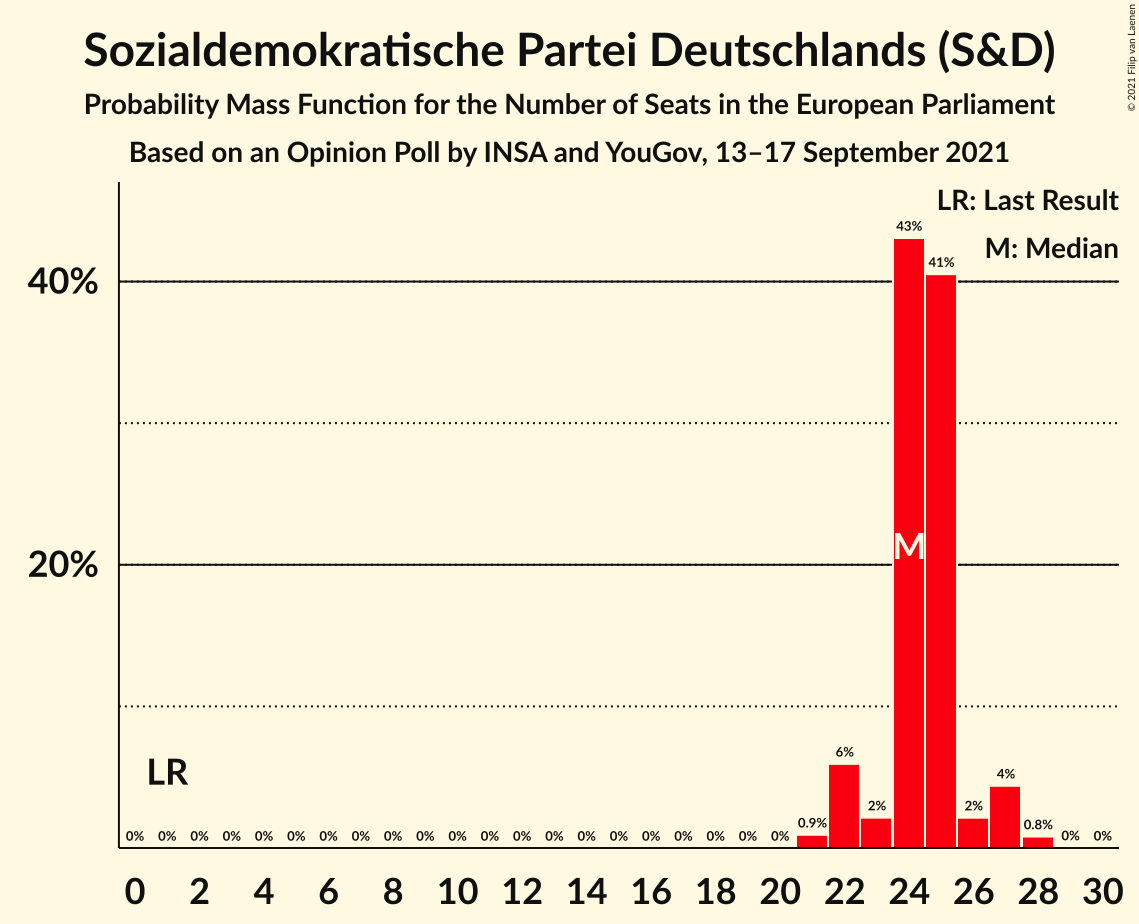 Sozialdemokratische Partei Deutschlands (S&D)
Probability Mass Function for the Number of Seats in the European Parliament
Based on an Opinion Poll by INSA and YouGov, 13–17 September 2021
© 2021 Filip van Laenen
LR: Last Result
M: Median
43%
41%
40%
M
20%
LR
6%
4%
2%
2%
0% 0% 0% 0% 0% 0% 0% 0% 0% 0% 0% 0% 0% 0% 0% 0% 0% 0% 0% 0% 0% 0.9% 0.8% 0% 0%
0 2 4 6 8 10 12 14 16 18 20 22 24 26 28 30